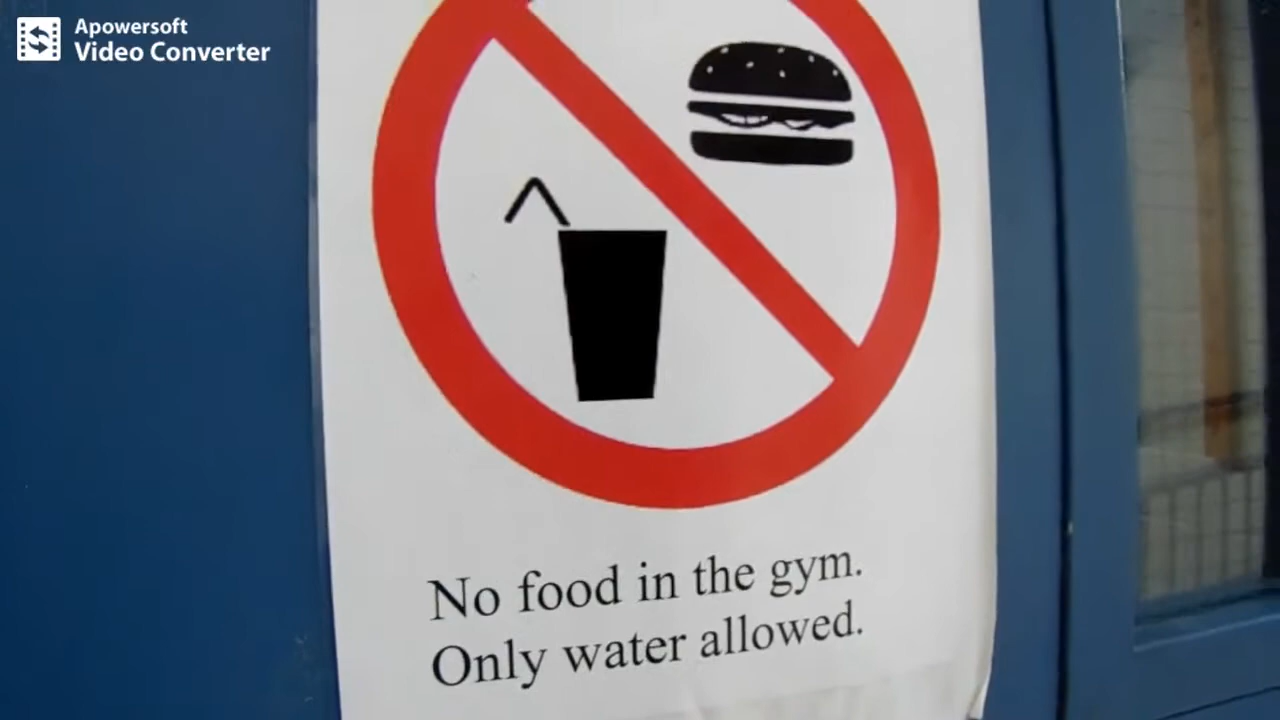 Apowersoft
Video Converter
No food in the gym.
Only water allowed.